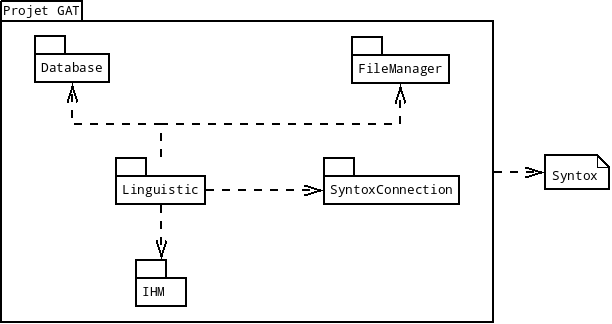 Projet GAT
Database
FileManager
Linguistic
SyntoxConnection
Syntox
IHM